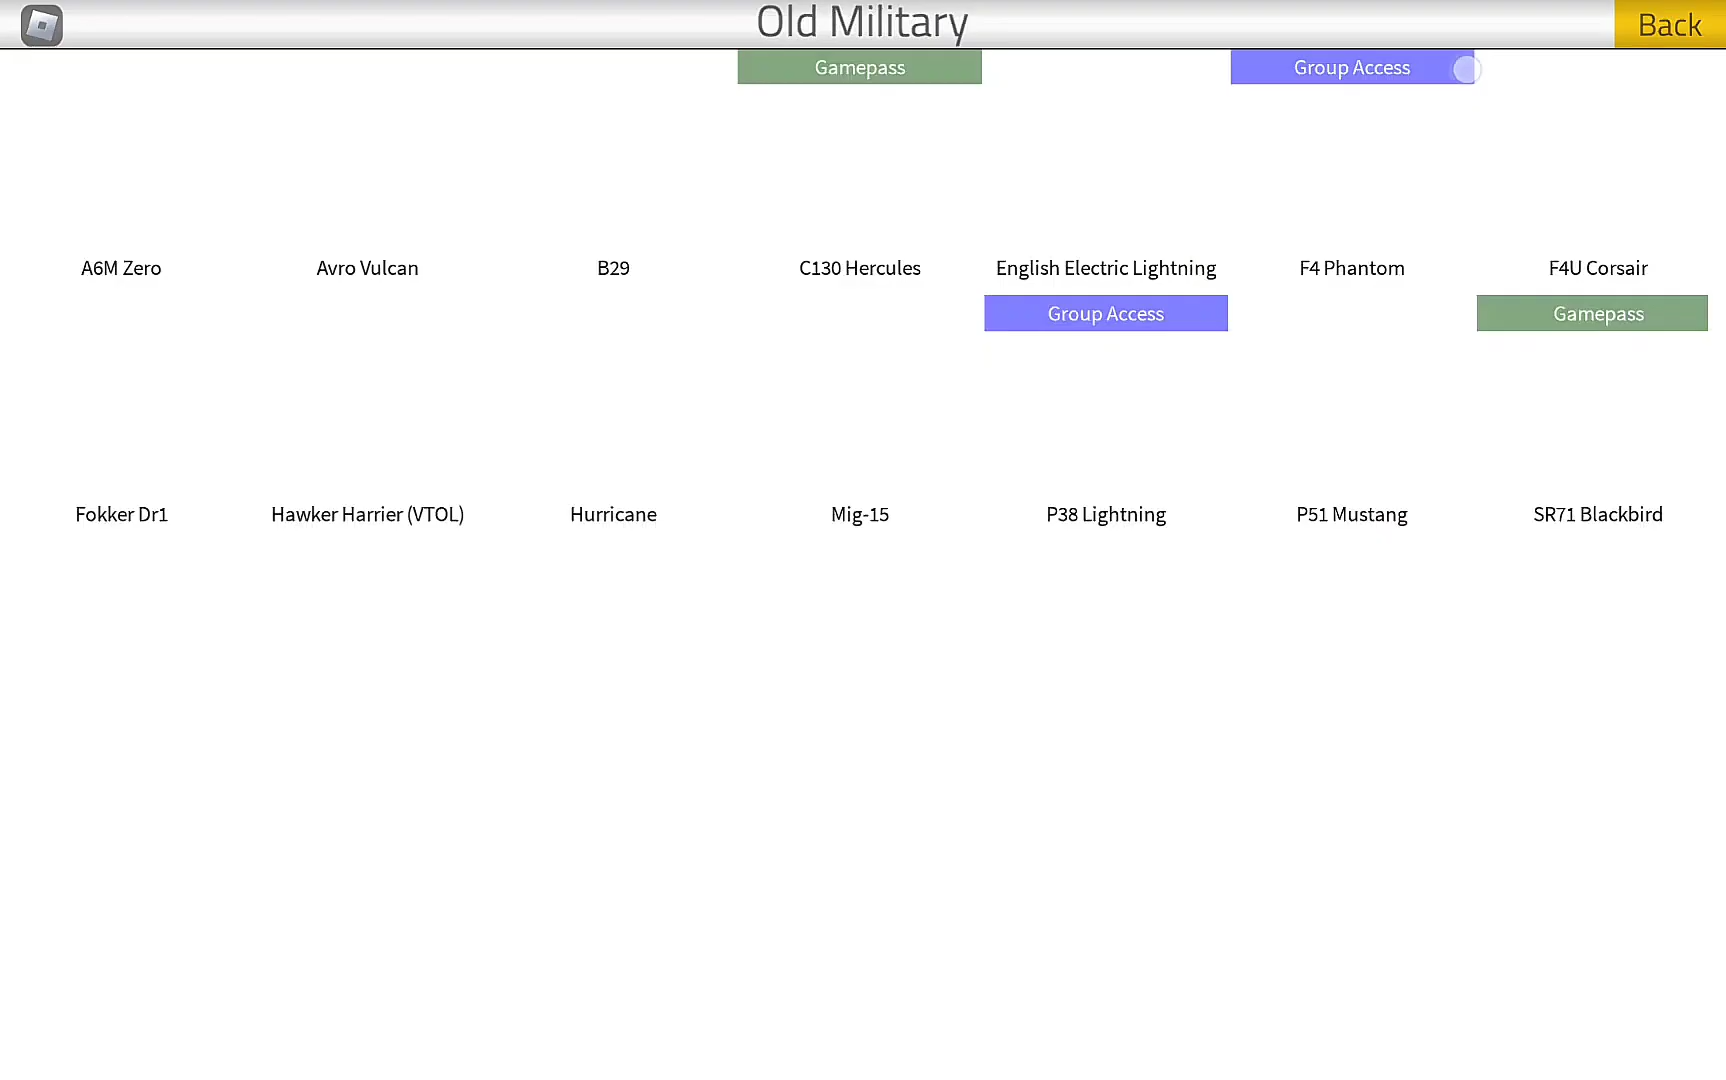 Old Military
Back
Gamepass
Group Access
A6M Zero
Avro Vulcan
B29
C130 Hercules
English Electric Lightning
F4 Phantom
F4U Corsair
Group Access
Gamepass
Fokker Dr1
Hawker Harrier (VTOL)
Hurricane
Mig-15
P38 Lightning
P51 Mustang
SR71 Blackbird